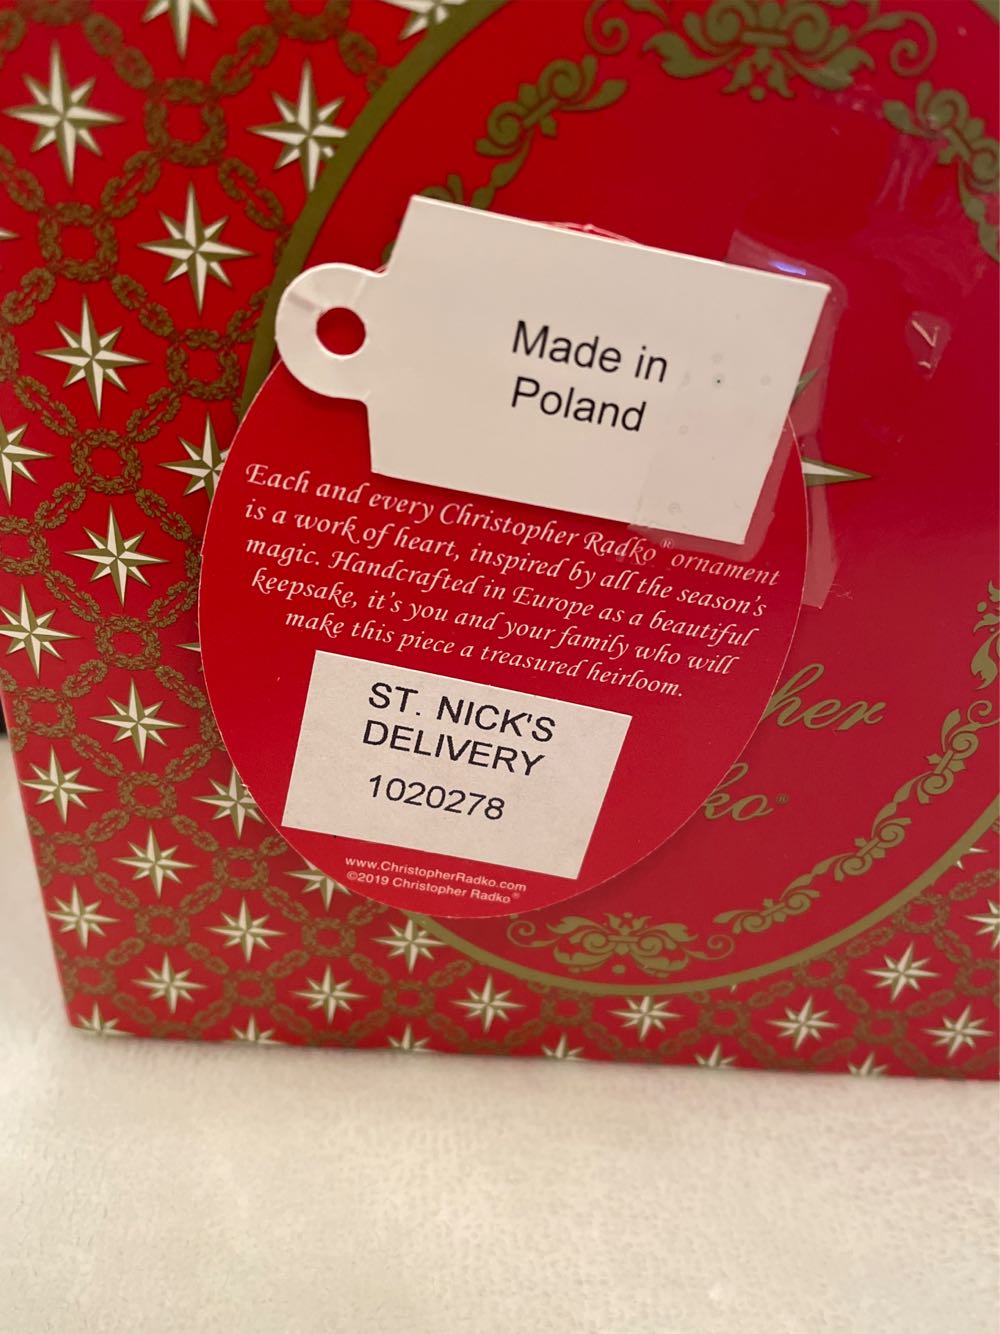 Made in
Poland
Each and every Christopher Radko® ornament
is a work of heart, inspired by all the season's
magic. Handcrafted in Europe as a beautiful
keepsake, it's you and your family who will
make this piece a treasured heirloom.
ST. NICK'S
DELIVERY
1020278
www.ChristopherRadko.com
©2019 Christopher Radko®
her
ko®